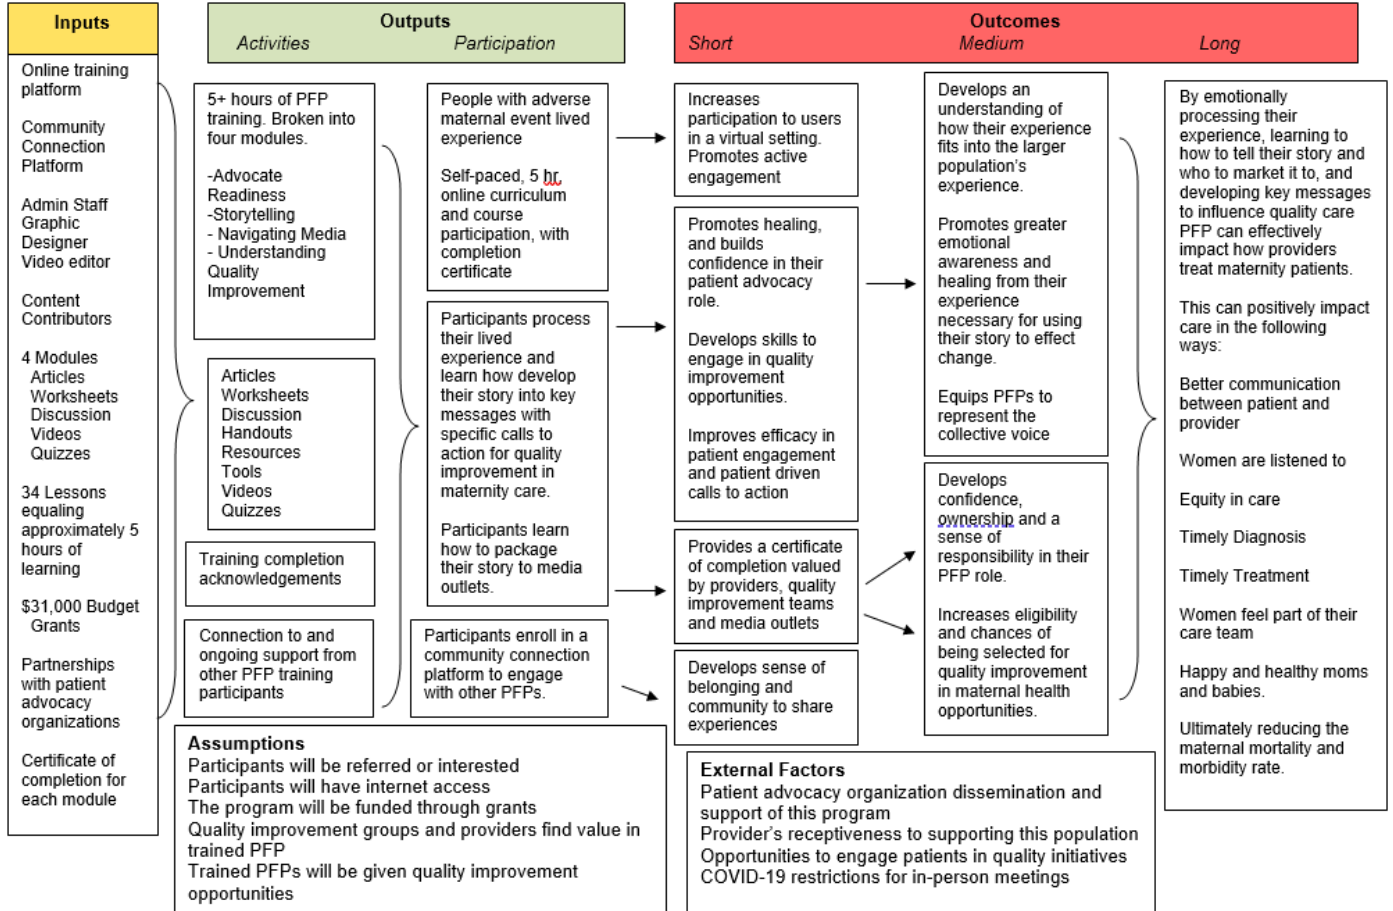 Inputs
Online training
platform
Community
Connection
Platform
Admin Staff
Graphic
Designer
Video editor
Content
Contributors
4 Modules
Articles
Worksheets
Discussion
Videos
Quizzes
34 Lessons
equaling
approximately 5
hours of
learning
$31,000 Budget
Grants
Partnerships
with patient
advocacy
organizations
Certificate of
completion for
each module
Outputs
Activities Participation
5+ hours of PFP
training. Broken into
four modules.
-Advocate
Readiness
-Storytelling
- Navigating Media
- Understanding
Quality
Improvement
Articles
Worksheets
Discussion
Handouts
Resources
Tools
Videos
Quizzes
Training completion
acknowledgements
Connection to and
ongoing support from
other PFP training
participants
People with adverse
maternal event lived
experience
Self-paced, 5 hr,
online curriculum
and course
participation, with
completion
certificate
Participants process
their lived
experience and
learn how develop
their story into key
messages with
specific calls to
action for quality
improvement in
maternity care.
Participants learn
how to package
their story to media
outlets.
Participants enroll in a
community connection
platform to engage
with other PFPs.
Outcomes
Short Medium Long
Increases
participation to users
in a virtual setting.
Promotes active
engagement
Promotes healing,
and builds
confidence in their
patient advocacy
role.
Develops skills to
engage in quality
improvement
opportunities.
Improves efficacy in
patient engagement
and patient driven
calls to action
Provides a certificate
of completion valued
by providers, quality
improvement teams
and media outlets
Develops sense of
belonging and
community to share
experiences
Develops an
understanding of
how their experience
fits into the larger
population's
experience.
Promotes greater
emotional
awareness and
healing from their
experience
necessary for using
their story to effect
change.
Equips PFPs to
represent the
collective voice
Develops
confidence,
ownership and a
sense of
responsibility in their
PFP role.
Increases eligibility
and chances of
being selected for
quality improvement
in maternal health
opportunities.
By emotionally
processing their
experience, learning to
how to tell their story and
who to market it to, and
developing key messages
to influence quality care
PFP can effectively
impact how providers
treat maternity patients.
This can positively impact
care in the following
ways:
Better communication
between patient and
provider
Women are listened to
Equity in care
Timely Diagnosis
Timely Treatment
Women feel part of their
care team
Happy and healthy moms
and babies.
Ultimately reducing the
maternal mortality and
morbidity rate.
Assumptions
Participants will be referred or interested
Participants will have internet access
The program will be funded through grants
Quality improvement groups and providers find value in
trained PFP
Trained PFPs will be given quality improvement
opportunities
External Factors
Patient advocacy organization dissemination and
support of this program
Provider's receptiveness to supporting this population
Opportunities to engage patients in quality initiatives
COVID-19 restrictions for in-person meetings